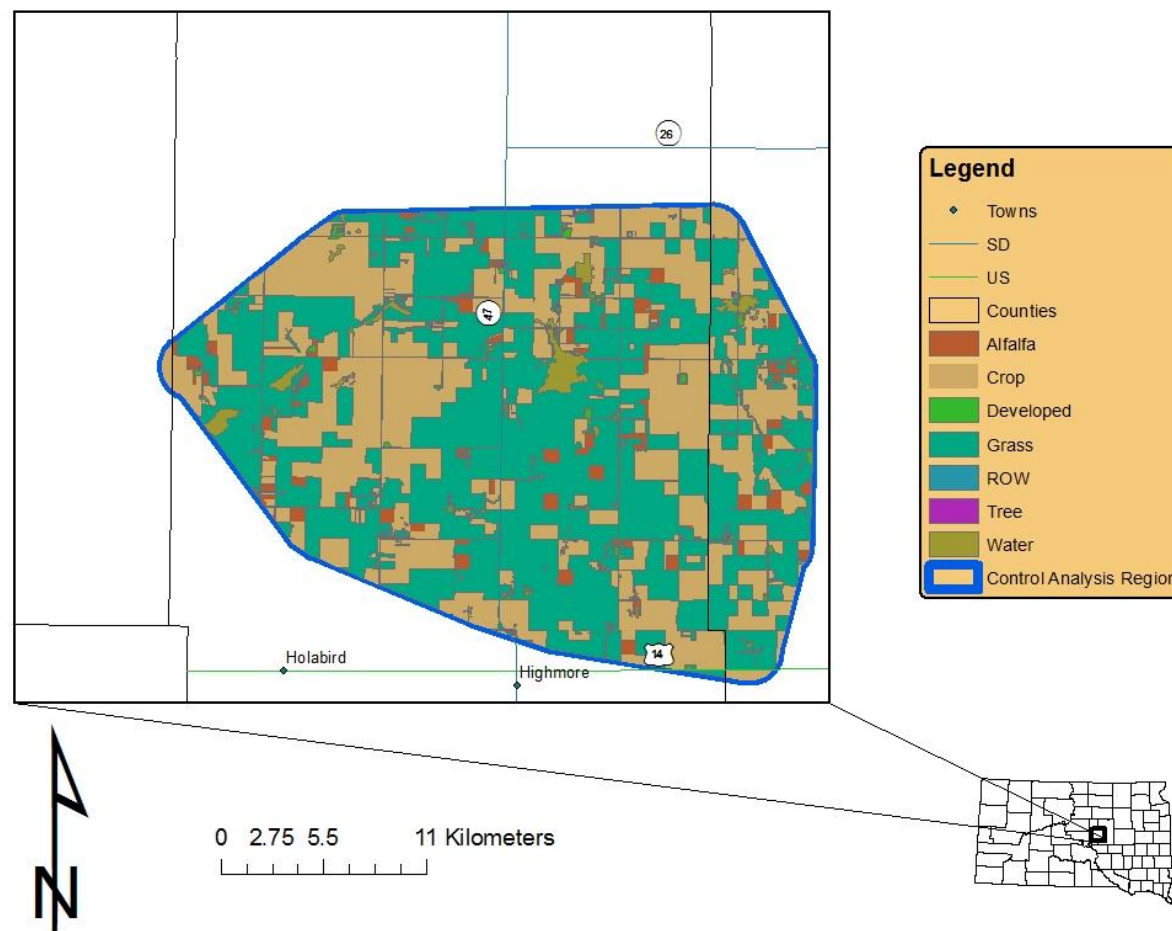 26
47
Holabird
14
Highmore
Legend
Towns
SD
US
Counties
Alfalfa
Crop
Developed
Grass
ROW
Tree
Water
Control Analysis Region
0 2.75 5.5 11 Kilometers
N